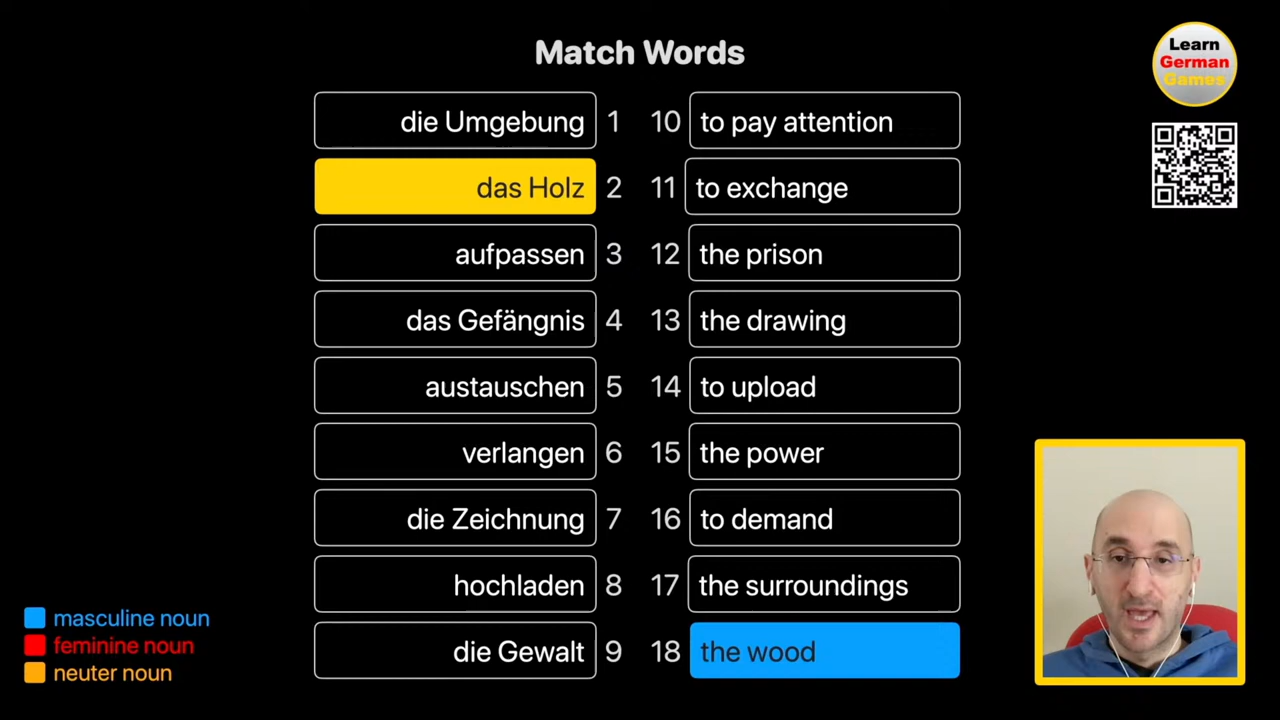 Match Words
Learn
German
Games
die Umgebung 1 10 to pay attention
das Holz 2 11 to exchange
aufpassen 3 12 the prison
das Gefängnis 4 13 the drawing
austauschen 5 14 to upload
verlangen 6 15 the power
die Zeichnung 7 16 to demand
hochladen 8 17 the surroundings
die Gewalt 9 18 the wood
masculine noun
feminine noun
neuter noun